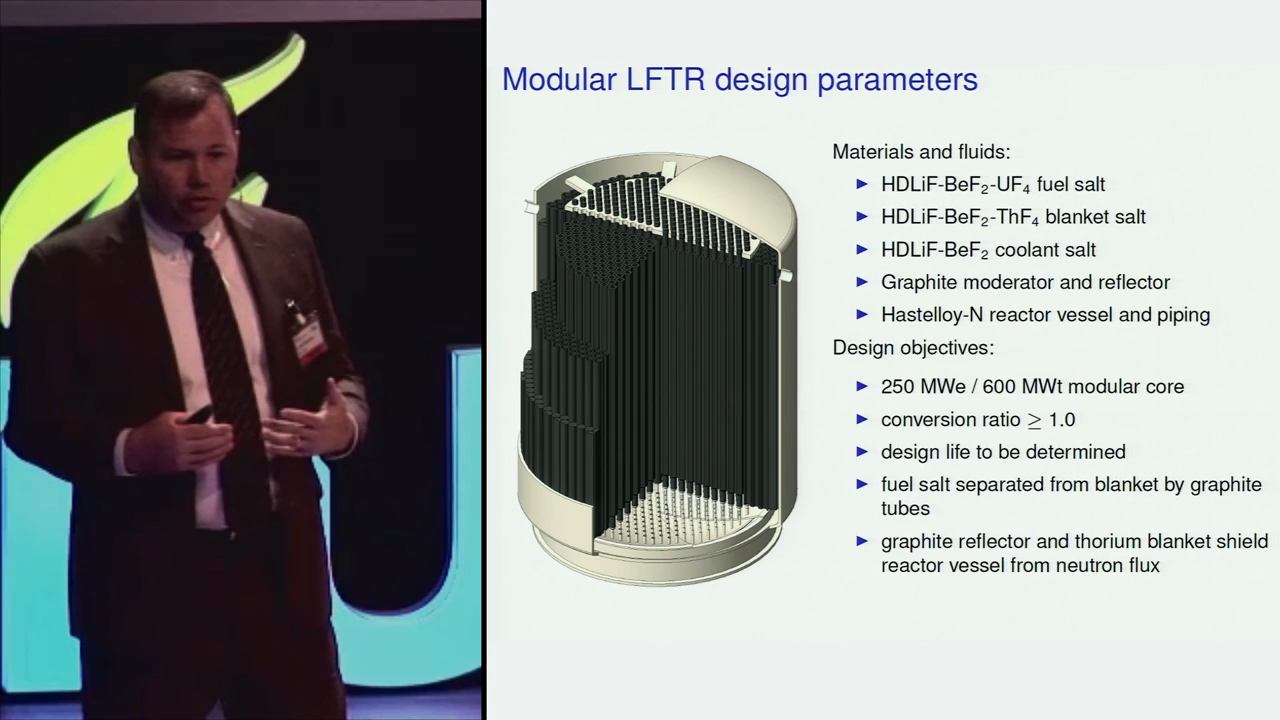 Modular LFTR design parameters
Materials and fluids:
► HDLiF-BeF₂-UF₄ fuel salt
► HDLiF-BeF₂-ThF₄ blanket salt
► HDLiF-BeF₂ coolant salt
► Graphite moderator and reflector
► Hastelloy-N reactor vessel and piping
Design objectives:
► 250 MWe / 600 MWt modular core
► conversion ratio ≥ 1.0
► design life to be determined
► fuel salt separated from blanket by graphite
tubes
► graphite reflector and thorium blanket shield
reactor vessel from neutron flux